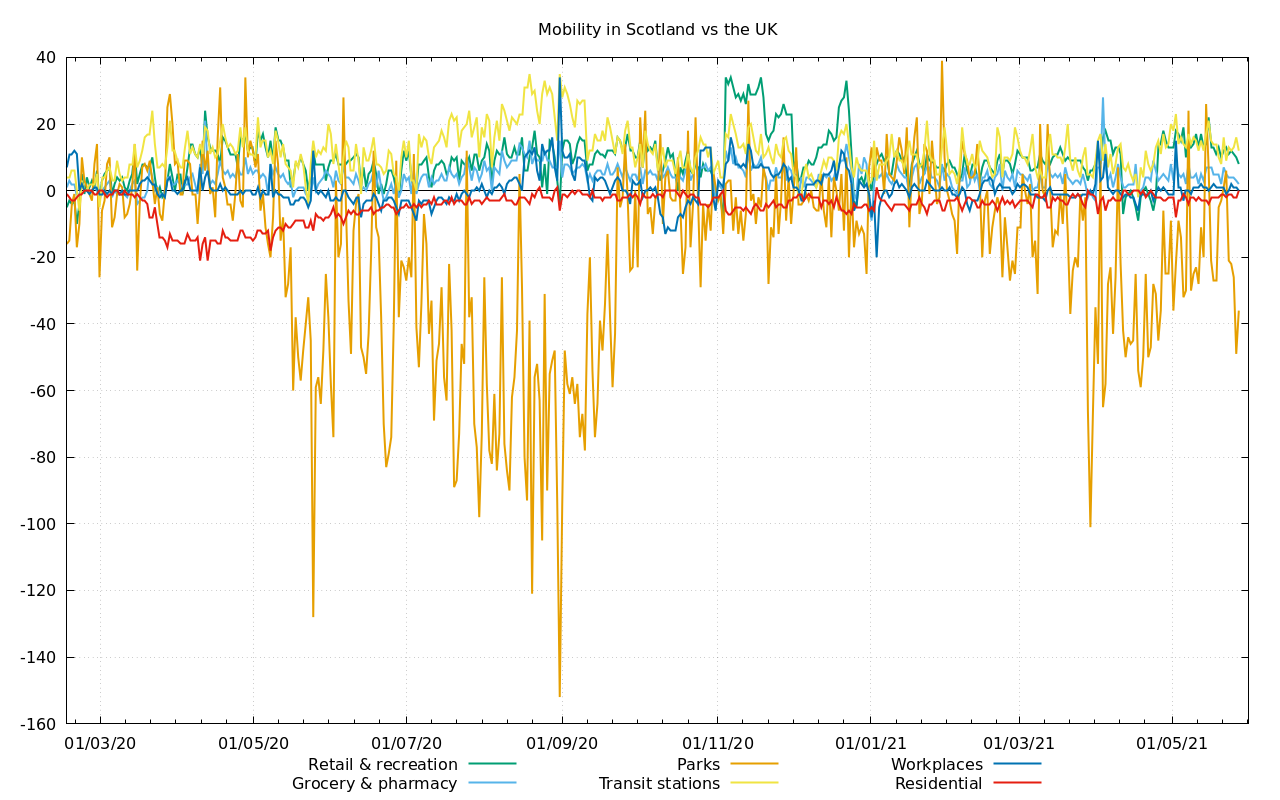 Mobility in Scotland vs the UK
40
20
0
-20
-40
-60
-80
-100
-120
-140
-160
01/03/20 01/05/20 01/07/20 01/09/20 01/11/20 01/01/21 01/03/21 01/05/21
Retail & recreation Parks Workplaces
Grocery & pharmacy Transit stations Residential